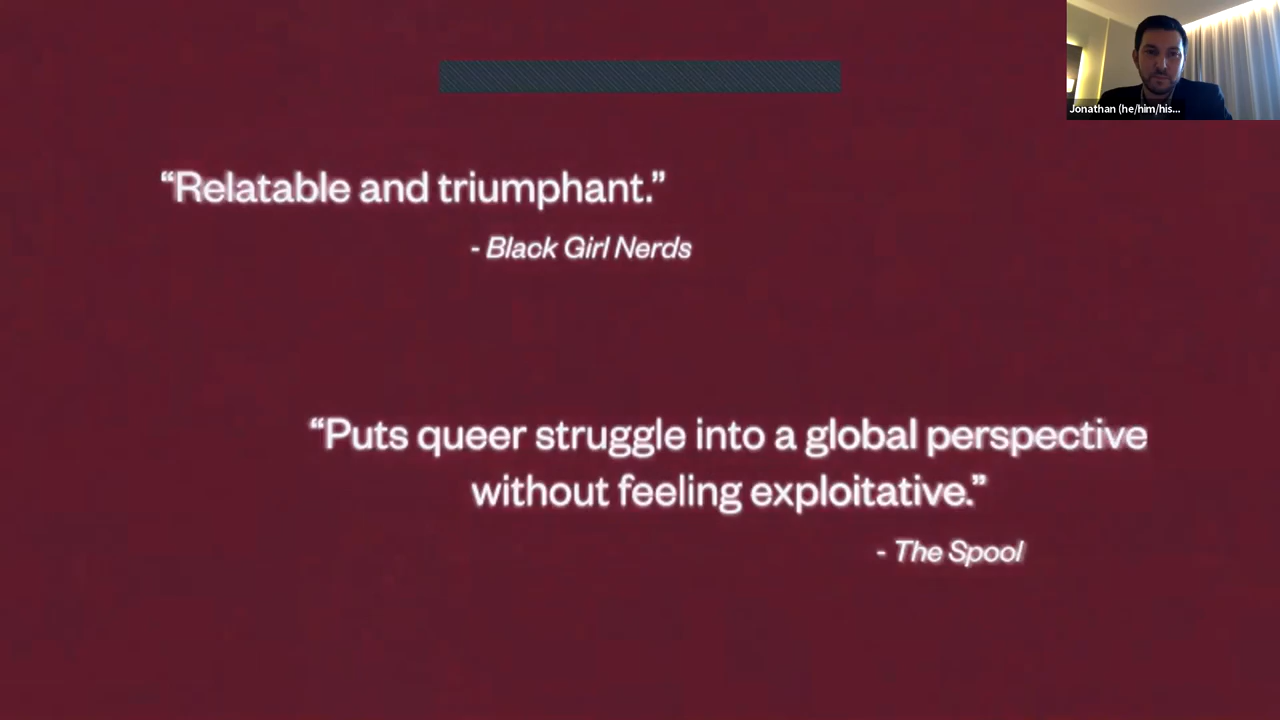 “Relatable and triumphant.”
- Black Girl Nerds
“Puts queer struggle into a global perspective
without feeling exploitative.”
- The Spool
Jonathan (he/him/his...